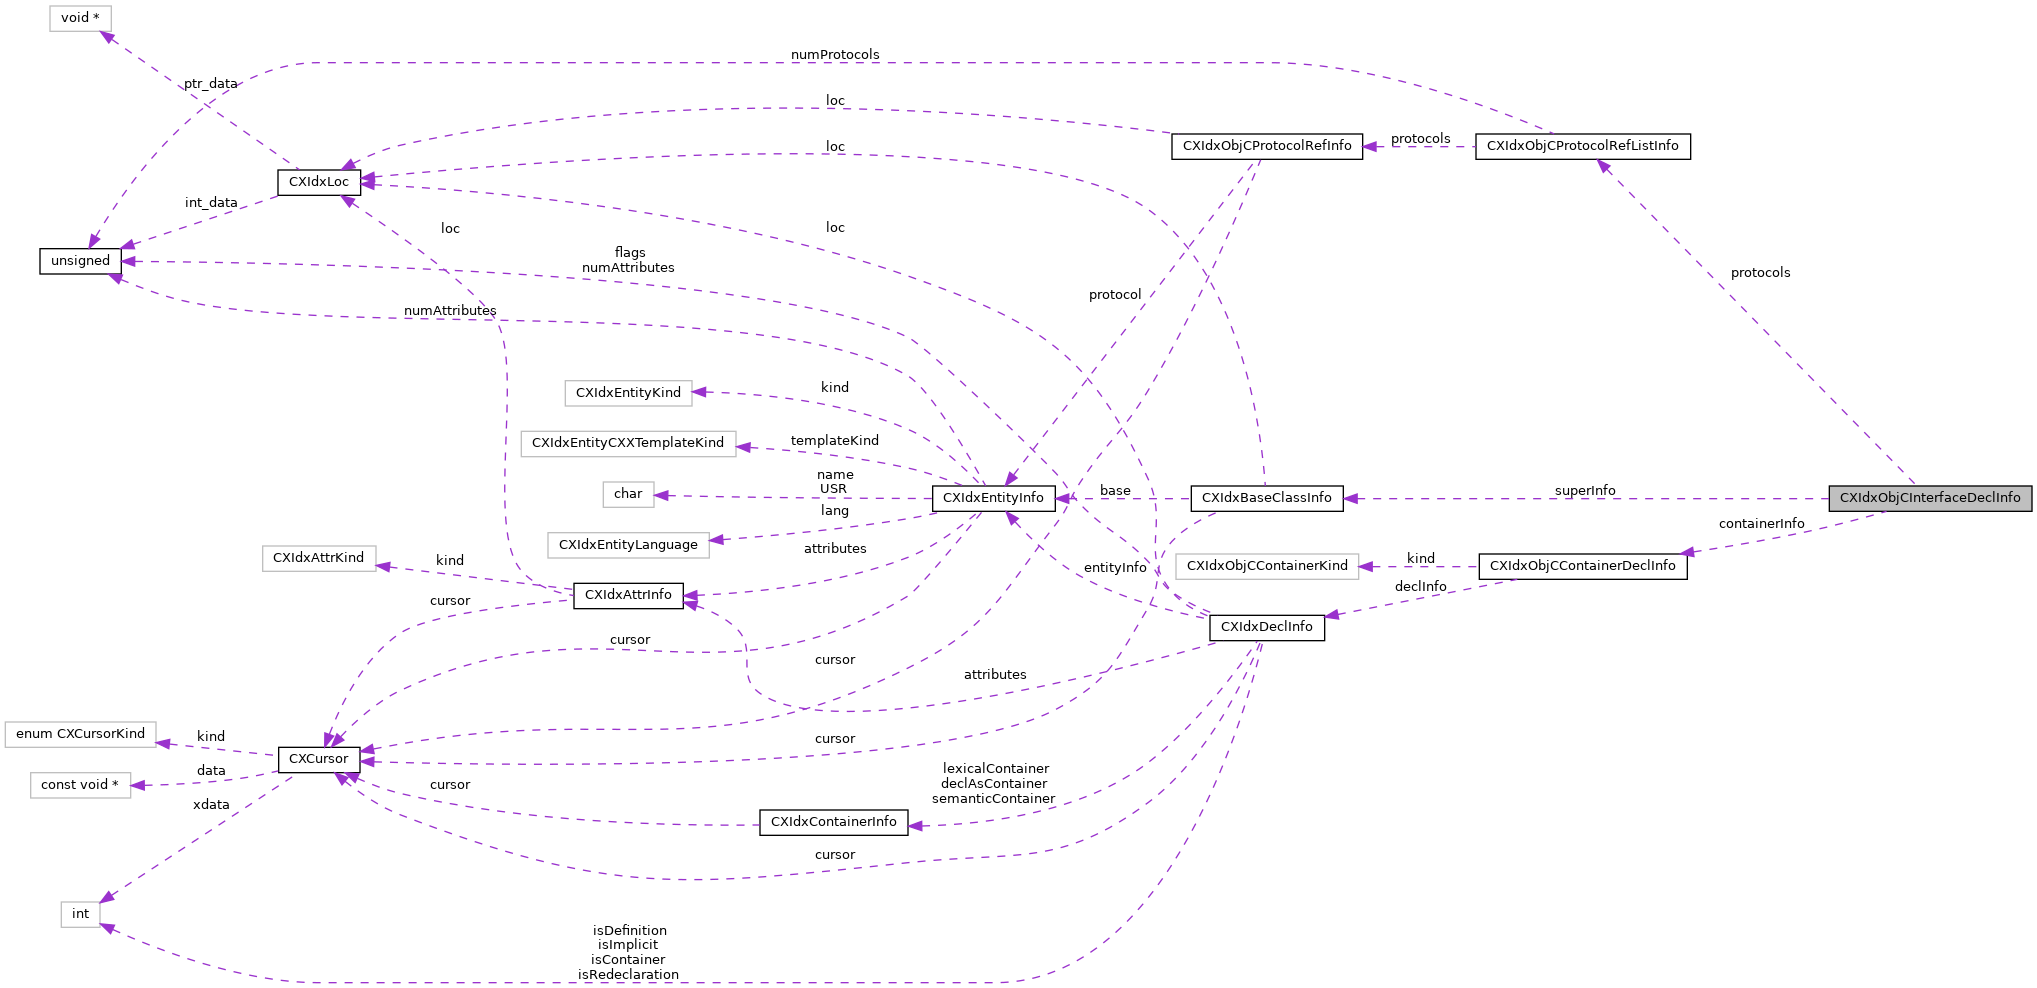 void *
numProtocols
ptr_data
loc
CXIdxObjCProtocolRefInfo
protocols
CXIdxObjCProtocolRefListInfo
loc
CXIdxLoc
int_data
loc
loc
unsigned
flags
numAttributes
protocols
protocol
numAttributes
CXIdxEntityKind
kind
CXIdxEntityCXXTemplateKind
templateKind
char
name
USR
CXIdxEntityInfo
base
CXIdxBaseClassInfo
superInfo
CXIdxObjCInterfaceDeclInfo
lang
containerInfo
CXIdxEntityLanguage
attributes
CXIdxAttrKind
kind
entityInfo
CXIdxObjCContainerKind
kind
CXIdxObjCContainerDeclInfo
declInfo
CXIdxAttrInfo
cursor
CXIdxDeclInfo
cursor
cursor
attributes
enum CXCursorKind
kind
cursor
CXCursor
data
const void *
cursor
lexicalContainer
declAsContainer
semanticContainer
xdata
CXIdxContainerInfo
cursor
int
isDefinition
isImplicit
isContainer
isRedeclaration